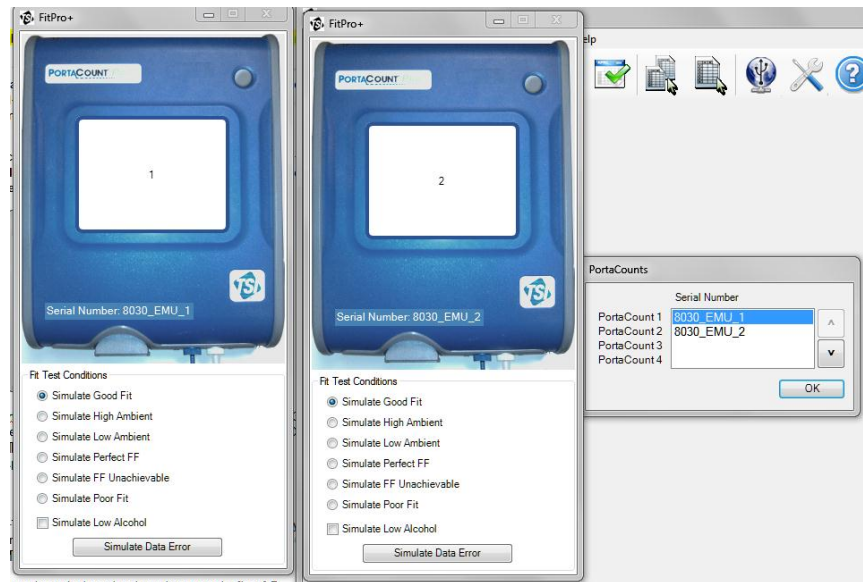 FitPro+
PORTACOUNT
1
TSI
Serial Number: 8030_EMU_1
Fit Test Conditions
Simulate Good Fit
Simulate High Ambient
Simulate Low Ambient
Simulate Perfect FF
Simulate FF Unachievable
Simulate Poor Fit
Simulate Low Alcohol
Simulate Data Error
FitPro+
PORTACOUNT
2
TSI
Serial Number: 8030_EMU_2
Fit Test Conditions
Simulate Good Fit
Simulate High Ambient
Simulate Low Ambient
Simulate Perfect FF
Simulate FF Unachievable
Simulate Poor Fit
Simulate Low Alcohol
Simulate Data Error
elp
PortaCounts
Serial Number
PortaCount 1 8030_EMU_1
PortaCount 2 8030_EMU_2
PortaCount 3
PortaCount 4
OK